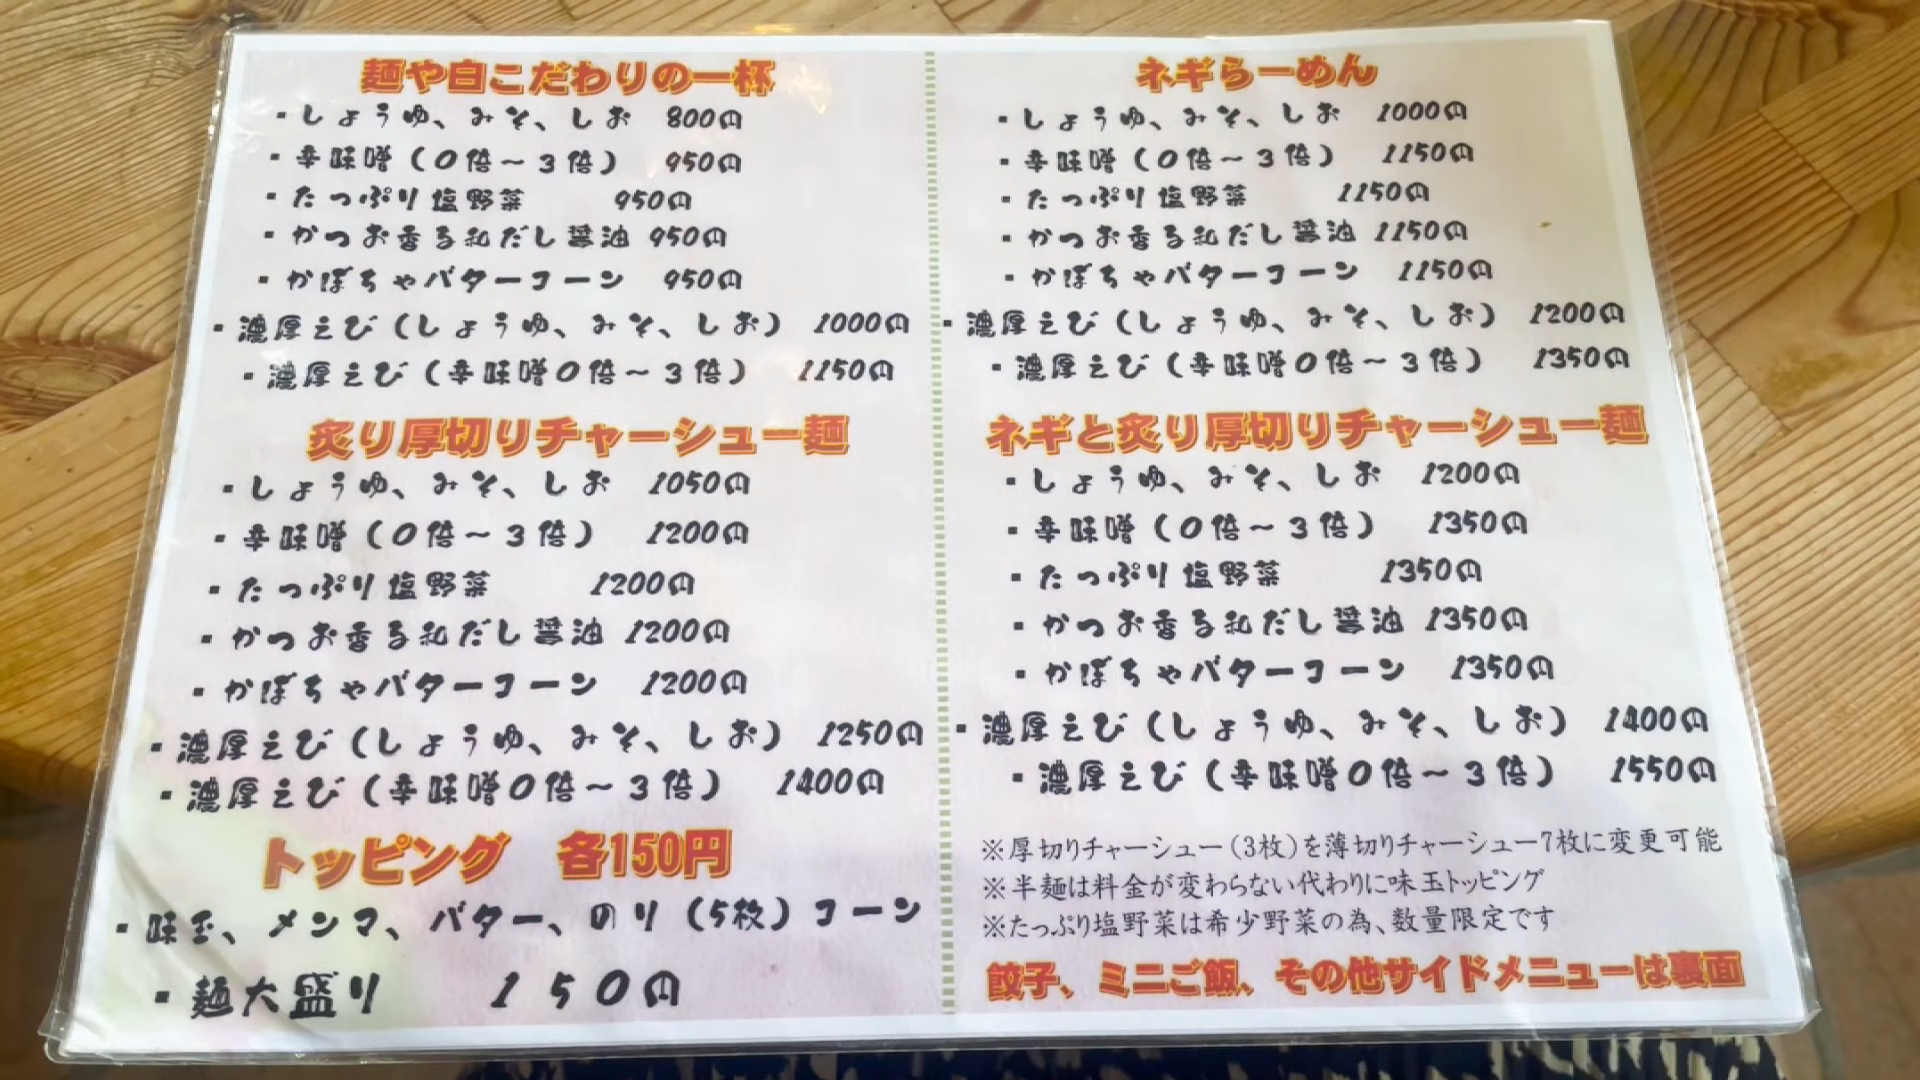 麺や白こだわりの一杯
・しょうゆ、みそ、しお 800円
・辛味噌(0倍～3倍) 950円
・たっぷり塩野菜 950円
・かつお香る和だし醤油 950円
・かぼちゃバターコーン 950円
・濃厚えび(しょうゆ、みそ、しお) 1000円
・濃厚えび(辛味噌0倍～3倍) 1150円
炙り厚切りチャーシュー麺
・しょうゆ、みそ、しお 1050円
・辛味噌(0倍～3倍) 1200円
・たっぷり塩野菜 1200円
・かつお香る和だし醤油 1200円
・かぼちゃバターコーン 1200円
・濃厚えび(しょうゆ、みそ、しお) 1250円
・濃厚えび(辛味噌0倍～3倍) 1400円
トッピング 各150円
・味玉、メンマ、バター、のり(5枚)コーン
・麺大盛り 150円
ネギらーめん
・しょうゆ、みそ、しお 1000円
・辛味噌(0倍～3倍) 1150円
・たっぷり塩野菜 1150円
・かつお香る和だし醤油 1150円
・かぼちゃバターコーン 1150円
・濃厚えび(しょうゆ、みそ、しお) 1200円
・濃厚えび(辛味噌0倍～3倍) 1350円
ネギと炙り厚切りチャーシュー麺
・しょうゆ、みそ、しお 1200円
・辛味噌(0倍～3倍) 1350円
・たっぷり塩野菜 1350円
・かつお香る和だし醤油 1350円
・かぼちゃバターコーン 1350円
・濃厚えび(しょうゆ、みそ、しお) 1400円
・濃厚えび(辛味噌0倍～3倍) 1550円
※厚切りチャーシュー(3枚)を薄切りチャーシュー7枚に変更可能
※半麺は料金が変わらない代わりに味玉トッピング
※たっぷり塩野菜は希少野菜の為、数量限定です
餃子、ミニご飯、その他サイドメニューは裏面